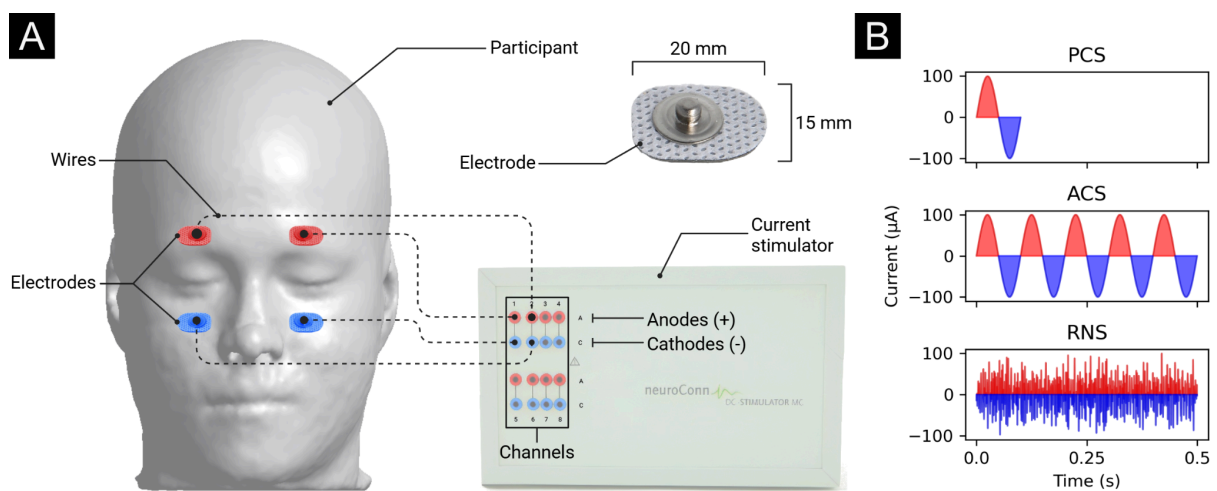 A
Participant
20 mm
15 mm
Electrode
Wires
Electrodes
Current
stimulator
1 2 3 4
A
Anodes (+)
C
Cathodes (-)
A
neuroConn
DC-STIMULATOR MC
C
5 6 7 8
Channels
B
PCS
100
0
−100
ACS
100
0
−100
Current (µA)
RNS
100
0
−100
0.0 0.25 0.5
Time (s)